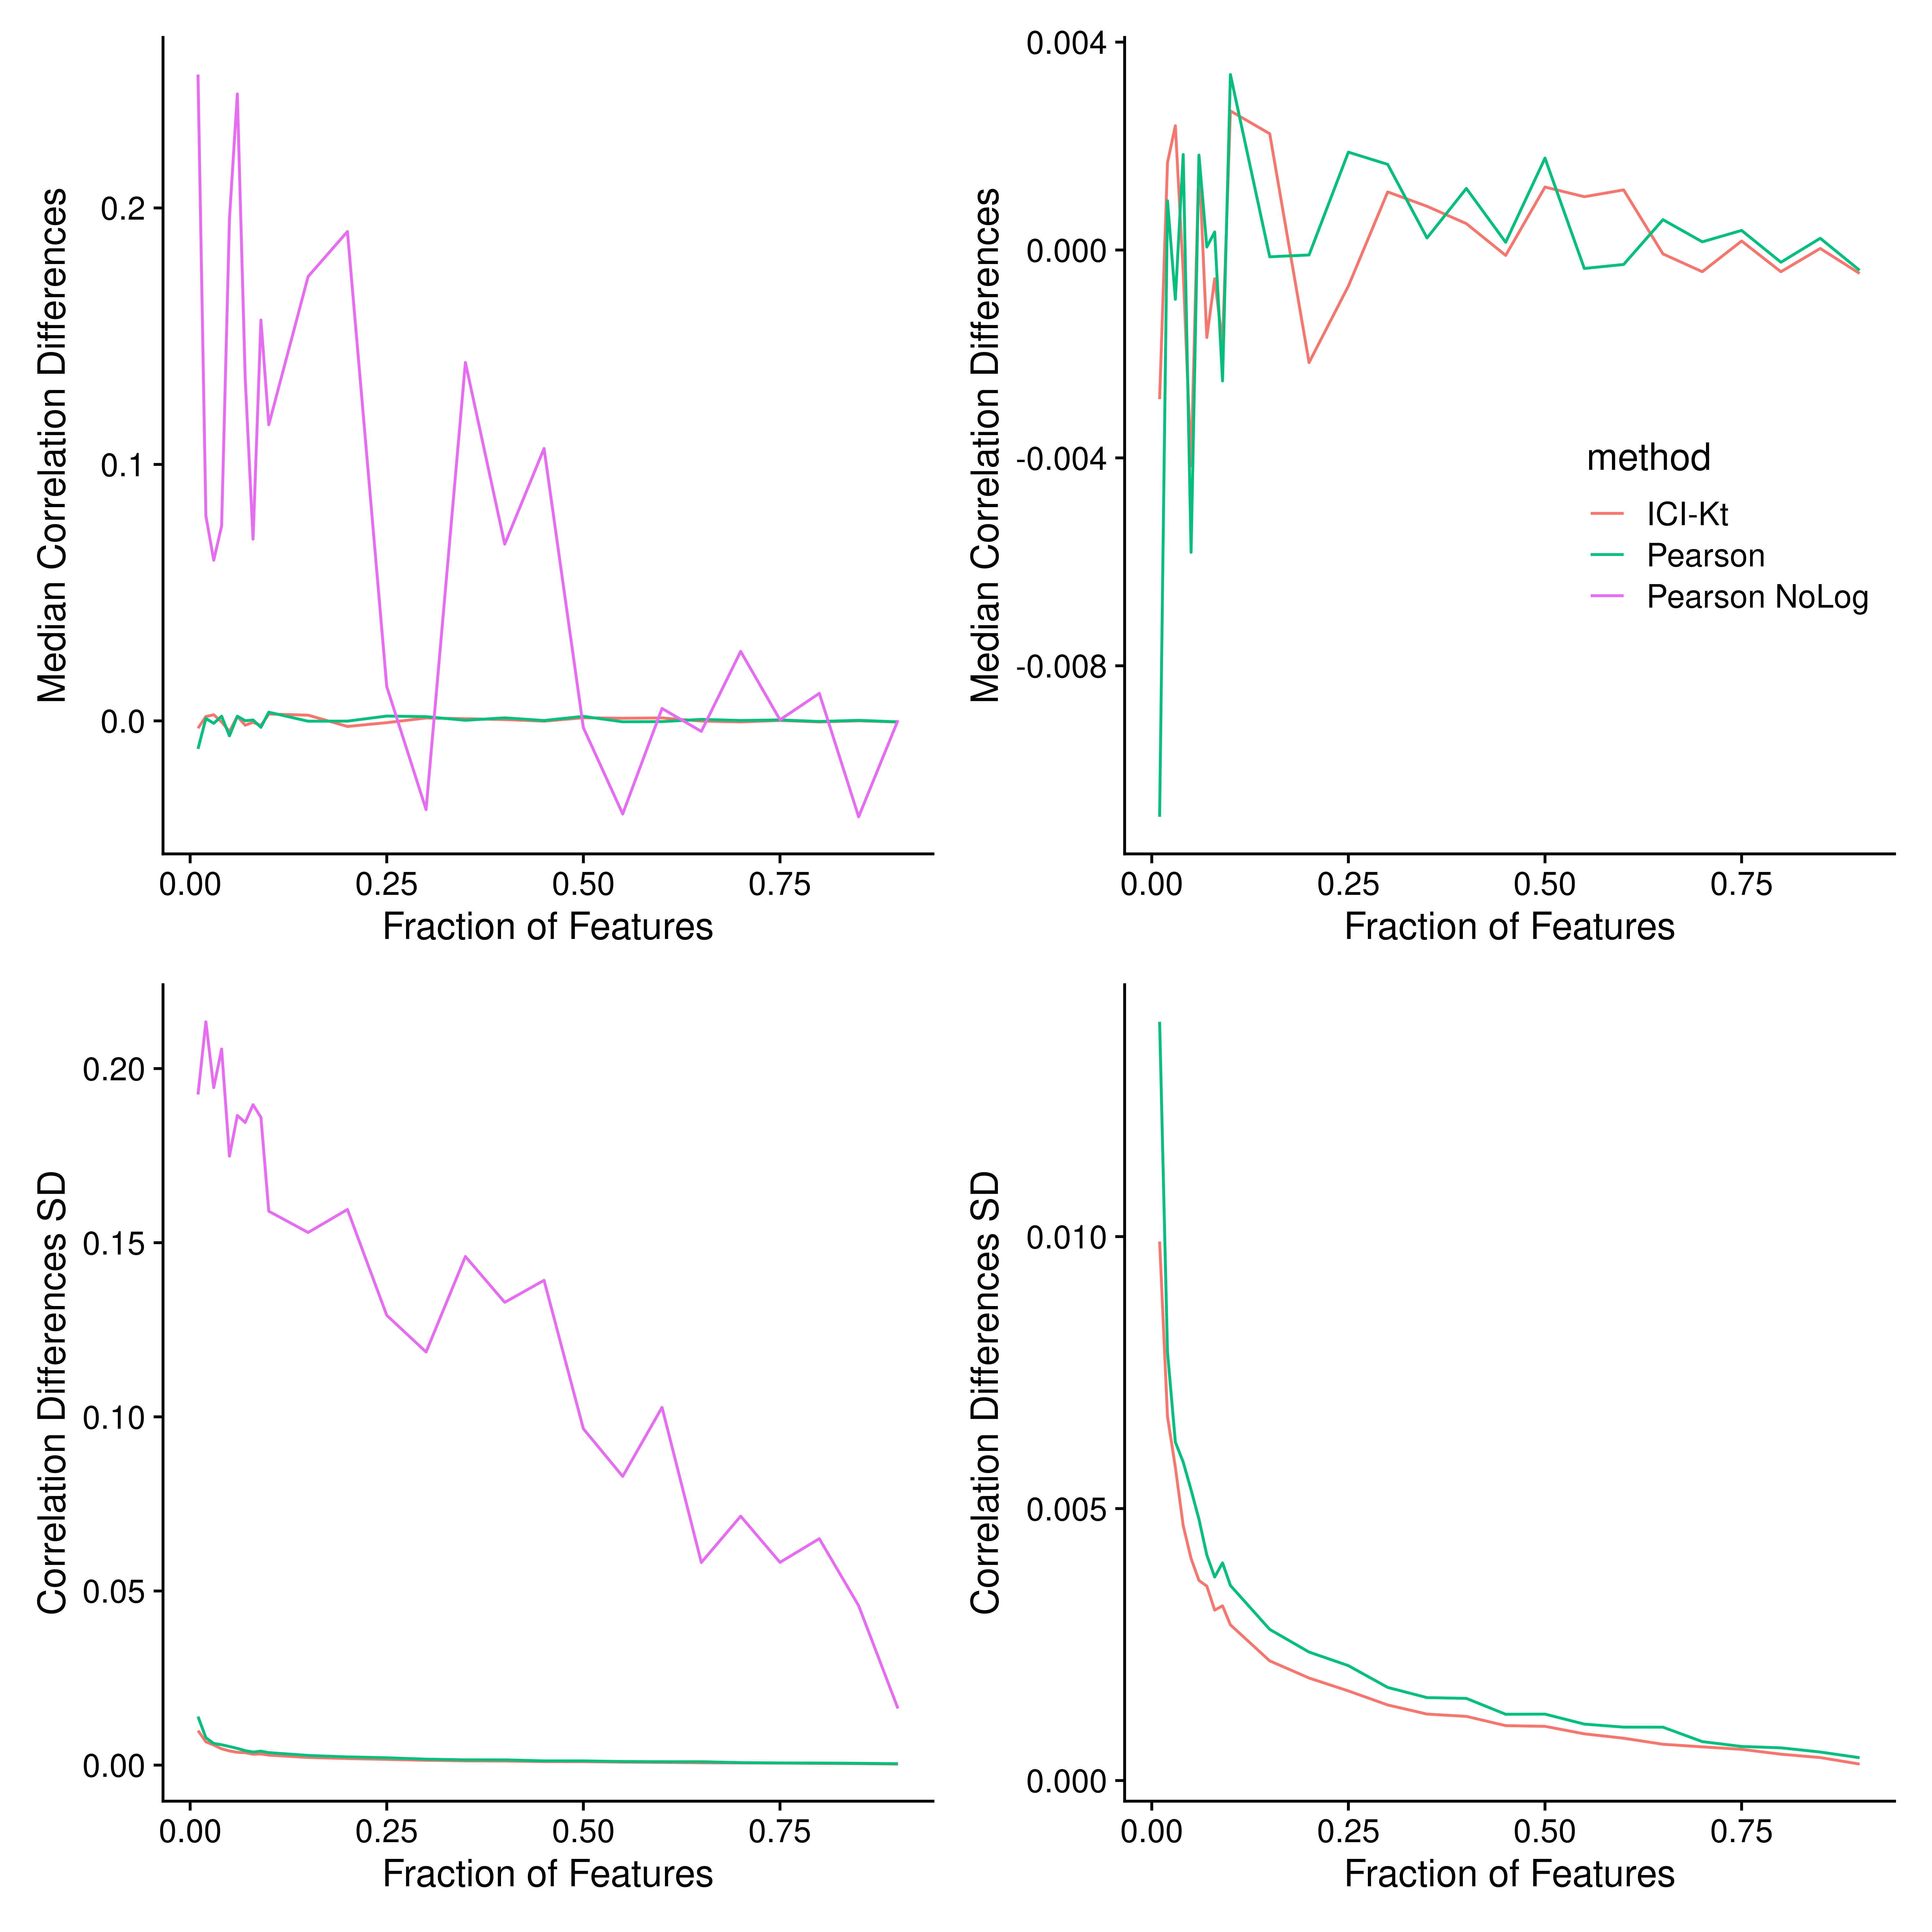 Median Correlation Differences
0.2
0.1
0.0
0.00 0.25 0.50 0.75
Fraction of Features
Median Correlation Differences
0.004
0.000
-0.004
-0.008
method
ICI-Kt
Pearson
Pearson NoLog
0.00 0.25 0.50 0.75
Fraction of Features
Correlation Differences SD
0.20
0.15
0.10
0.05
0.00
0.00 0.25 0.50 0.75
Fraction of Features
Correlation Differences SD
0.010
0.005
0.000
0.00 0.25 0.50 0.75
Fraction of Features